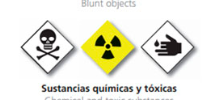 Blunt objects
Sustancias químicas y tóxicas
Chemical and toxic substances